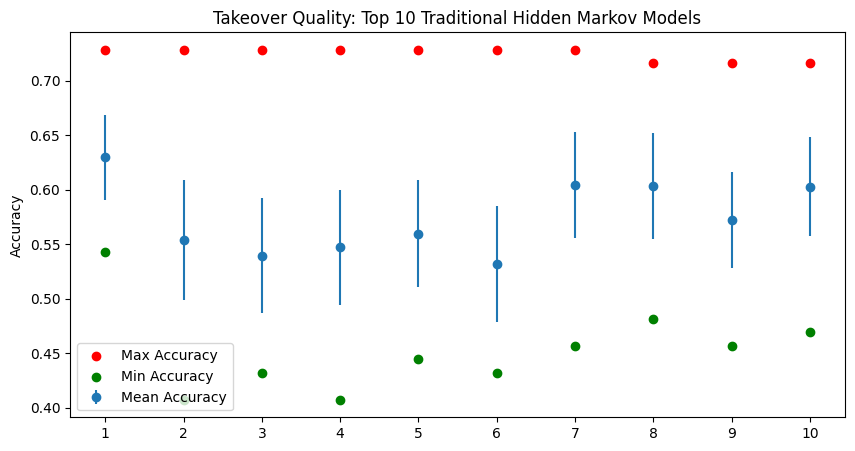 Takeover Quality: Top 10 Traditional Hidden Markov Models
Accuracy
0.70
0.65
0.60
0.55
0.50
0.45
0.40
Max Accuracy
Min Accuracy
Mean Accuracy
1 2 3 4 5 6 7 8 9 10